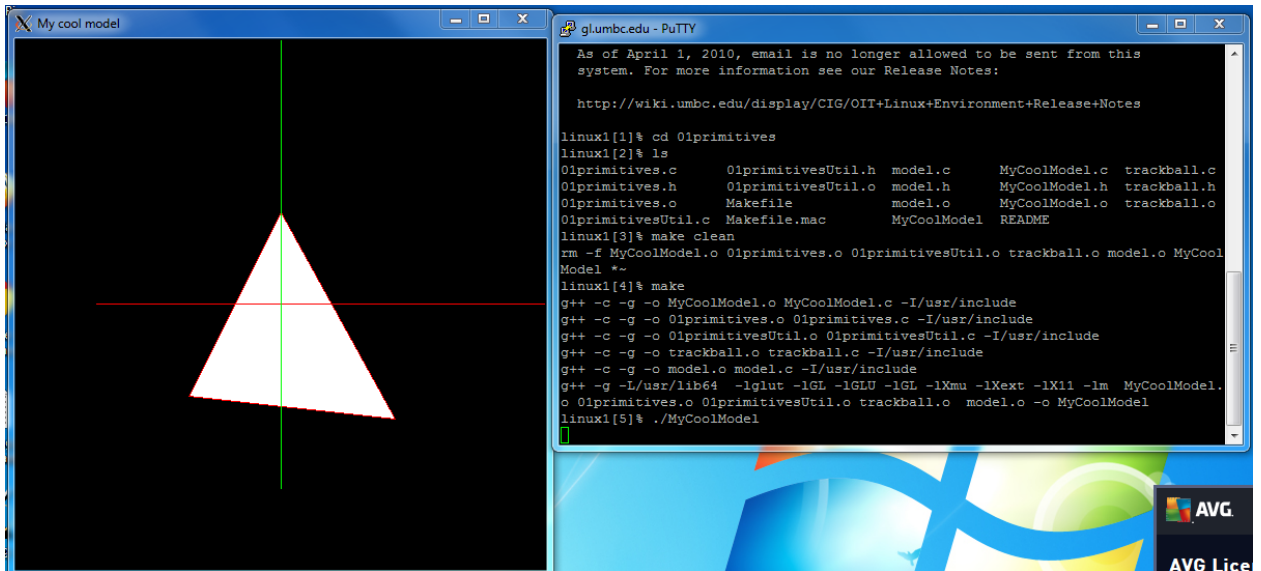 My cool model
gl.umbc.edu - PuTTY
As of April 1, 2010, email is no longer allowed to be sent from this
system. For more information see our Release Notes:
http://wiki.umbc.edu/display/CIG/OIT+Linux+Environment+Release+Notes
linux1[1]% cd 01primitives
linux1[2]% ls
01primitives.c 01primitivesUtil.h model.c MyCoolModel.c trackball.c
01primitives.h 01primitivesUtil.o model.h MyCoolModel.h trackball.h
01primitives.o Makefile model.o MyCoolModel.o trackball.o
01primitivesUtil.c Makefile.mac MyCoolModel README
linux1[3]% make clean
rm -f MyCoolModel.o 01primitives.o 01primitivesUtil.o trackball.o model.o MyCool
Model *~
linux1[4]% make
g++ -c -g -o MyCoolModel.o MyCoolModel.c -I/usr/include
g++ -c -g -o 01primitives.o 01primitives.c -I/usr/include
g++ -c -g -o 01primitivesUtil.o 01primitivesUtil.c -I/usr/include
g++ -c -g -o trackball.o trackball.c -I/usr/include
g++ -c -g -o model.o model.c -I/usr/include
g++ -g -L/usr/lib64 -lglut -lGL -lGLU -lGL -lXmu -lXext -lX11 -lm MyCoolModel.
o 01primitives.o 01primitivesUtil.o trackball.o model.o -o MyCoolModel
linux1[5]% ./MyCoolModel
AVG.
AVG Lice